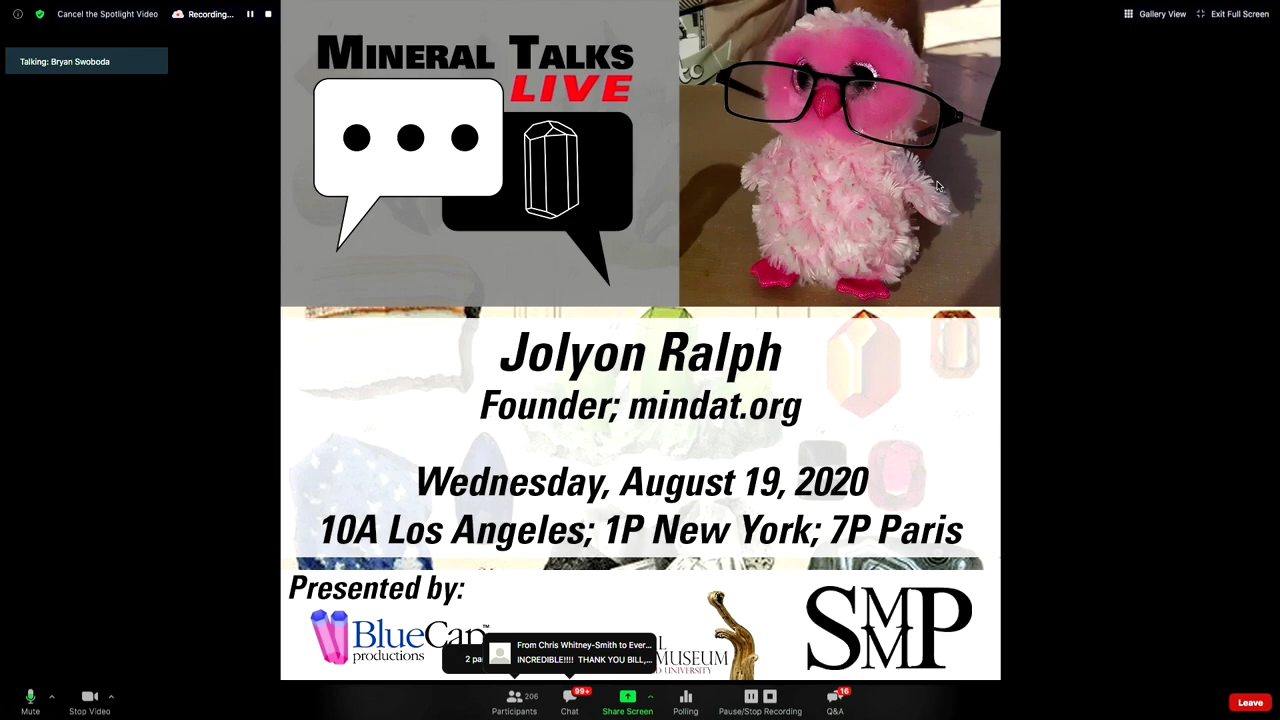 Cancel the Spotlight Video
Recording...
Gallery View
Exit Full Screen
Talking: Bryan Swoboda
MINERAL TALKS
LIVE
Jolyon Ralph
Founder; mindat.org
Wednesday, August 19, 2020
10A Los Angeles; 1P New York; 7P Paris
Presented by:
BlueCap™
productions
MUSEUM
SMMP
From Chris Whitney-Smith to Ever...
INCREDIBLE!!!! THANK YOU BILL,...
Mute
Stop Video
206
Participants
99+
Chat
Share Screen
Polling
Pause/Stop Recording
16
Q&A
Leave